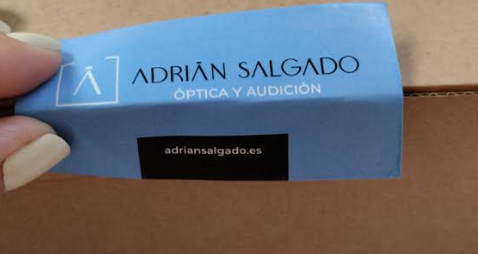 Ā
ADRIÁN SALGADO
ÓPTICA Y AUDICIÓN
adriansalgado.es